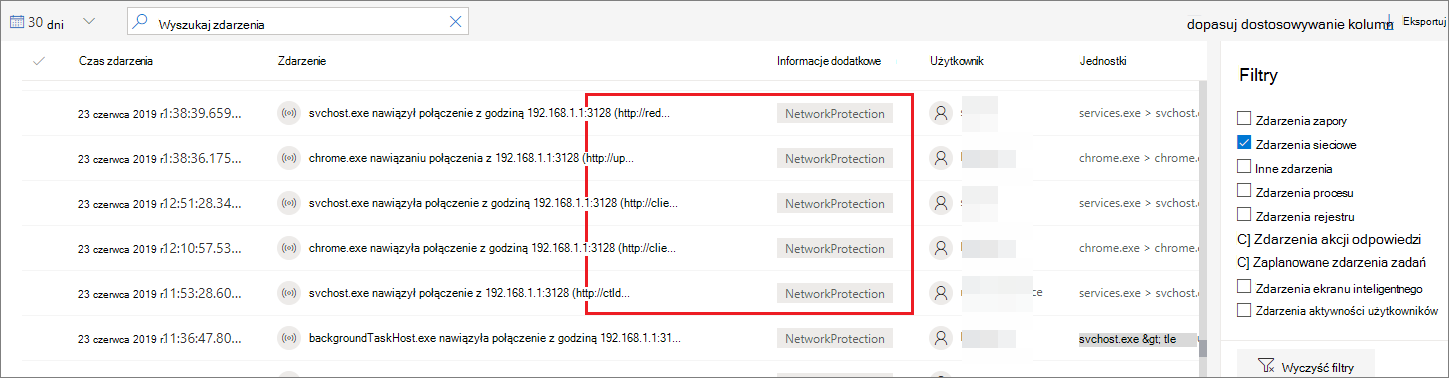 30 dni
Wyszukaj zdarzenia
dopasuj dostosowywanie kolumn
Eksportuj
Czas zdarzenia Zdarzenie Informacje dodatkowe Użytkownik Jednostki
23 czerwca 2019 r1:38:39.659... svchost.exe nawiązył połączenie z godziną 192.168.1.1:3128 (http://red... NetworkProtection services.exe > svchost.e
23 czerwca 2019 r1:38:36.175... chrome.exe nawiązaniu połączenia z 192.168.1.1:3128 (http://up... NetworkProtection chrome.exe > chrome.e
23 czerwca 2019 r.12:51:28.34... svchost.exe nawiązyła połączenie z godziną 192.168.1.1:3128 (http://clie... NetworkProtection services.exe > svchost.e
23 czerwca 2019 r.12:10:57.53... chrome.exe nawiązyła połączenie z godziną 192.168.1.1:3128 (http://clie... NetworkProtection chrome.exe > chrome.e
23 czerwca 2019 r.11:53:28.60... svchost.exe nawiązył połączenie z 192.168.1.1:3128 (http://ctld... NetworkProtection ce services.exe > svchost.e
23 czerwca 2019 r.11:36:47.80... backgroundTaskHost.exe nawiązyła połączenie z godziną 192.168.1.1:31... NetworkProtection svchost.exe &gt; tle
Filtry
Zdarzenia zapory
Zdarzenia sieciowe
Inne zdarzenia
Zdarzenia procesu
Zdarzenia rejestru
C] Zdarzenia akcji odpowiedzi
C] Zaplanowane zdarzenia zadań
Zdarzenia ekranu inteligentnego
Zdarzenia aktywności użytkowników
Wyczyść filtry